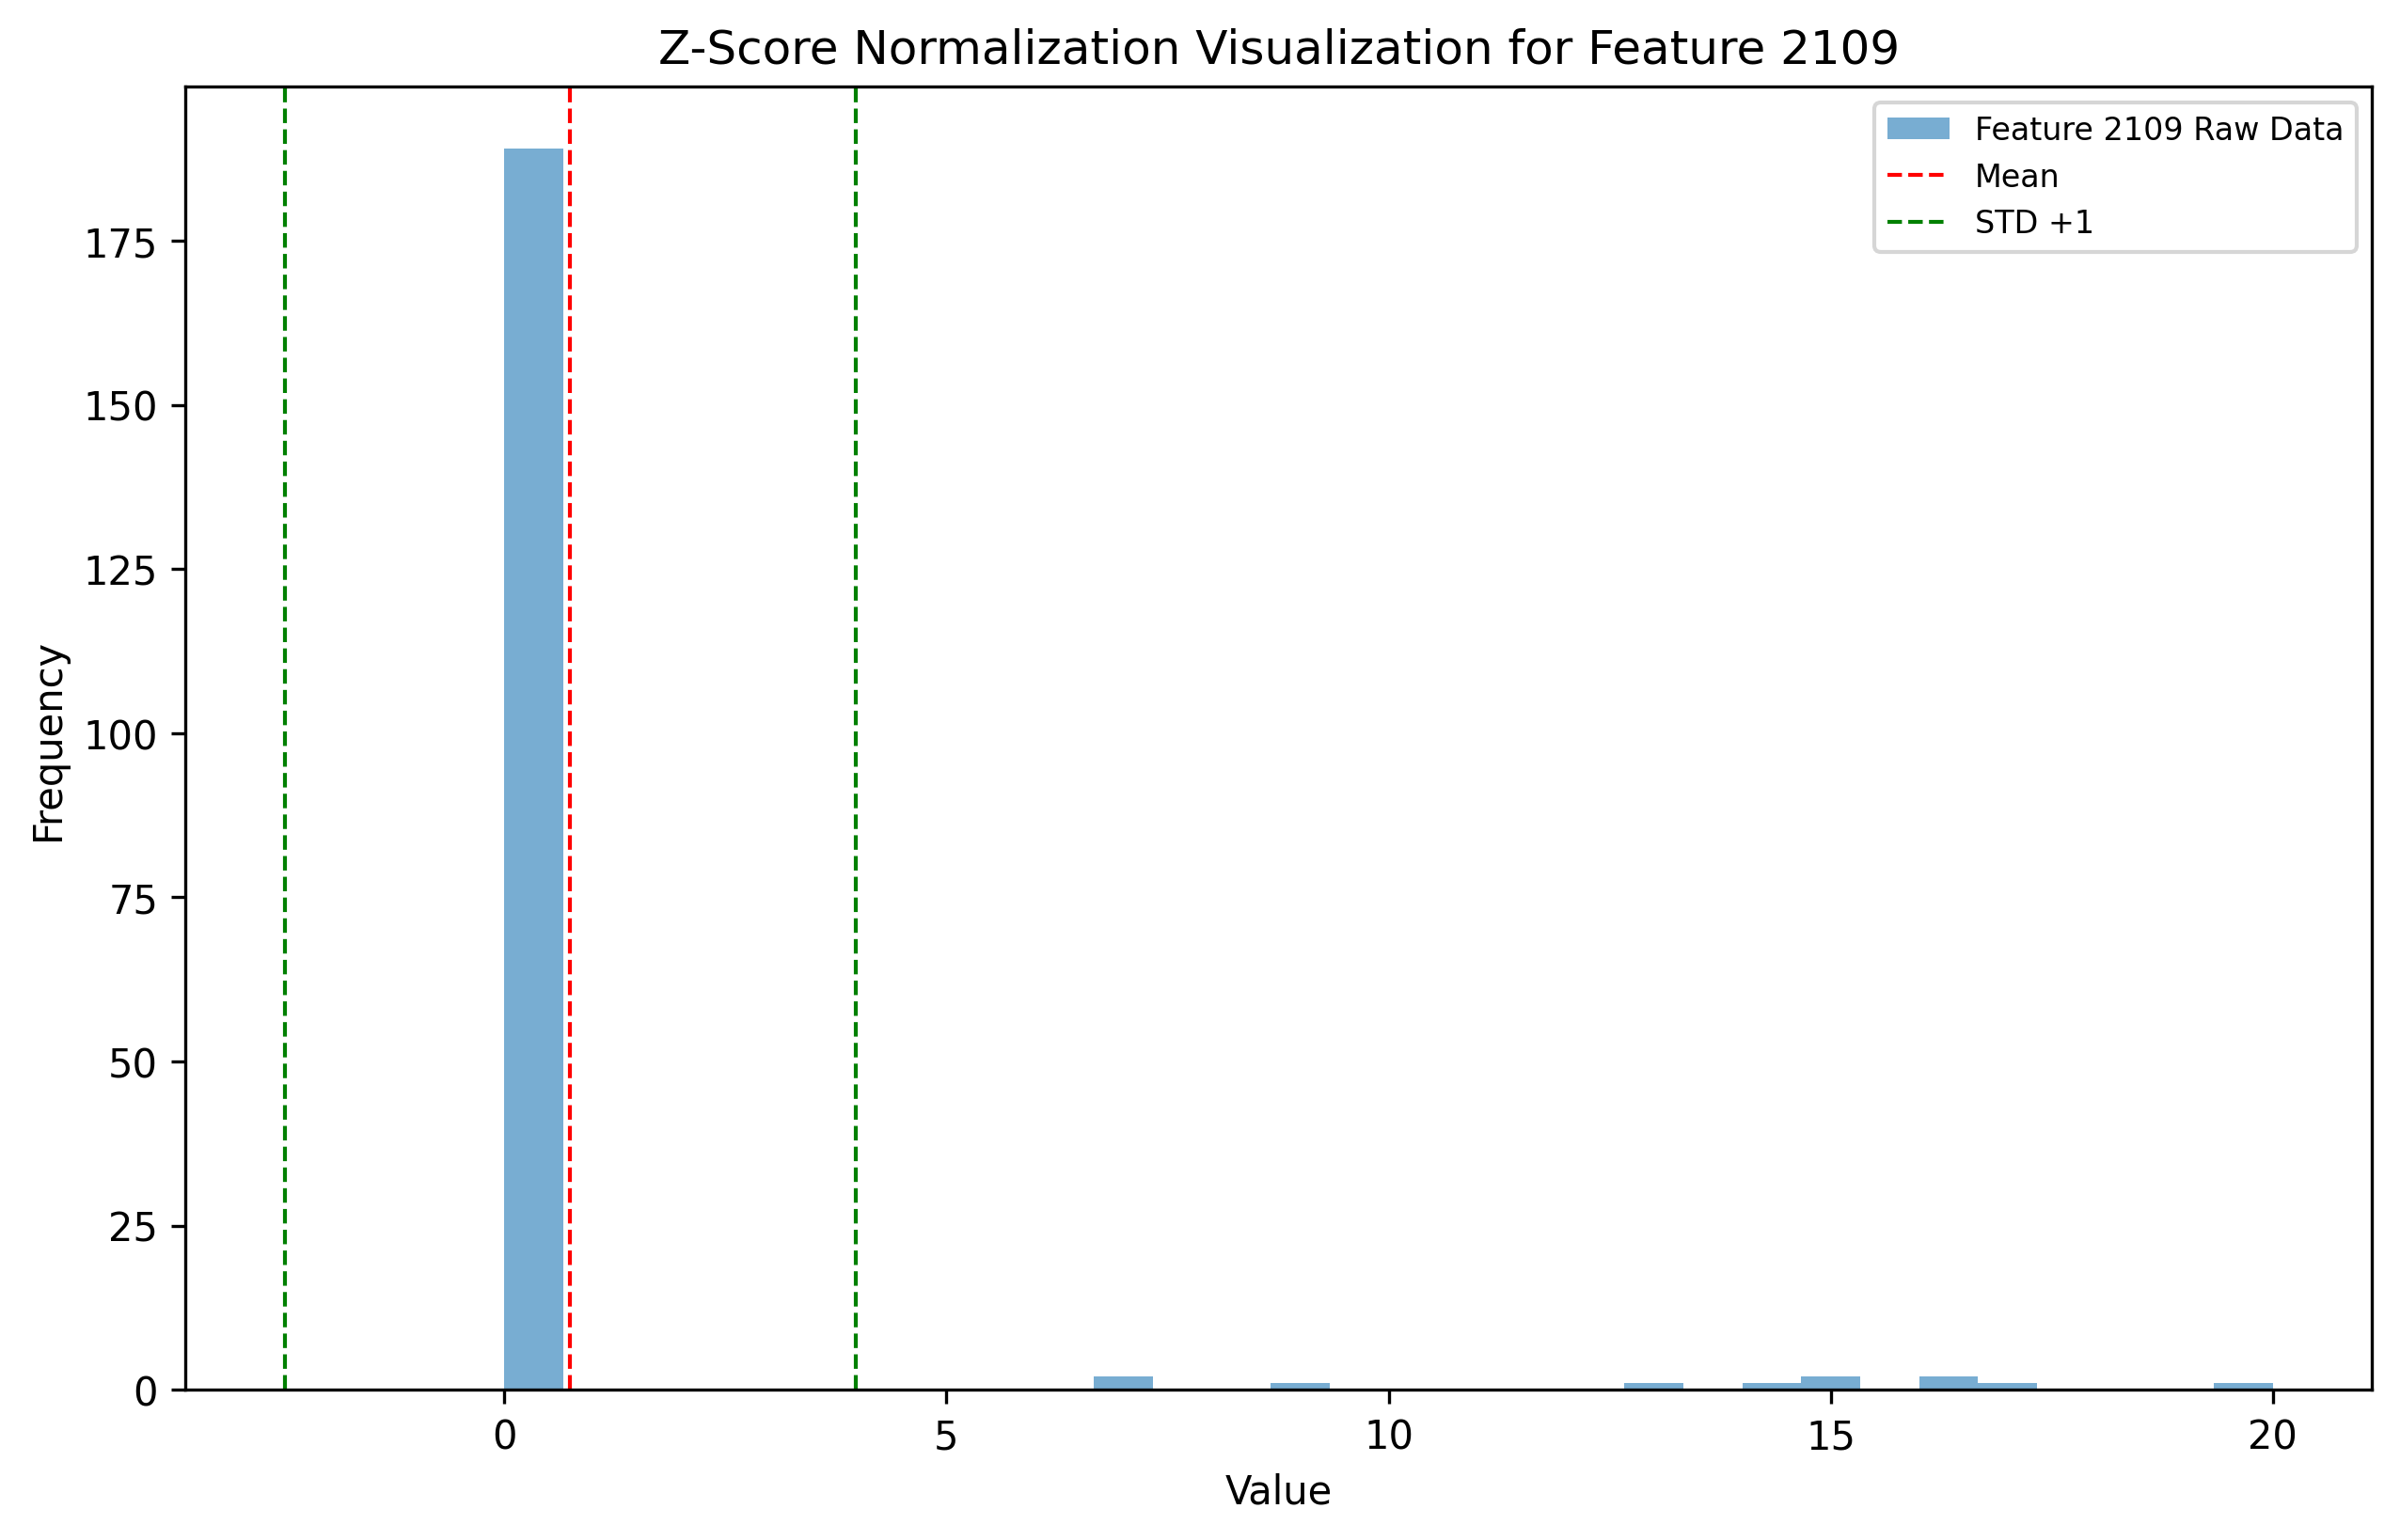 Z-Score Normalization Visualization for Feature 2109
Feature 2109 Raw Data
Mean
STD +1
Frequency
175
150
125
100
75
50
25
0
0 5 10 15 20
Value